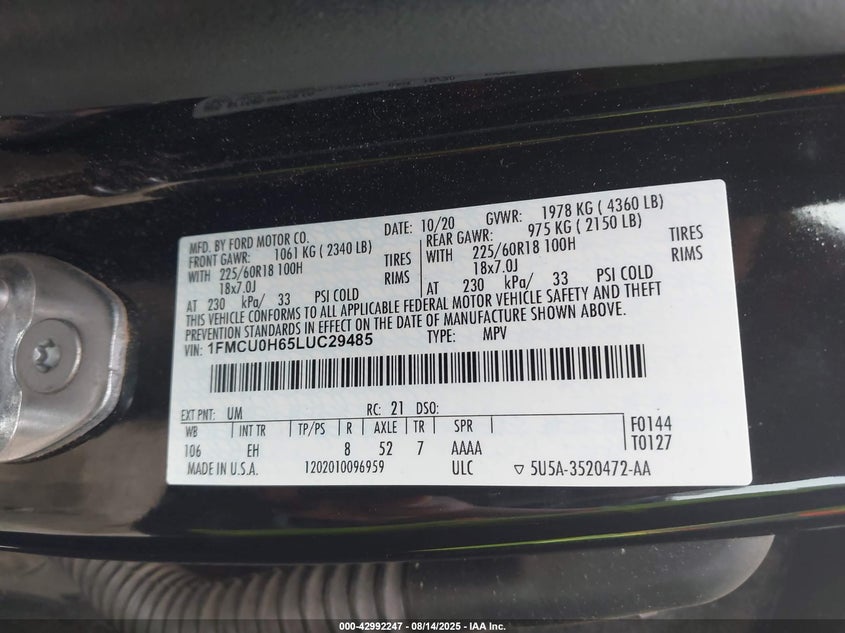 MFD. BY FORD MOTOR CO. DATE: 10/20 GVWR: 1978 KG ( 4360 LB)
FRONT GAWR: 1061 KG ( 2340 LB) REAR GAWR: 975 KG ( 2150 LB)
WITH 225/60R18 100H TIRES WITH 225/60R18 100H TIRES
18x7.0J RIMS 18x7.0J RIMS
AT 230 kPa/ 33 PSI COLD AT 230 kPa/ 33 PSI COLD
THIS VEHICLE CONFORMS TO ALL APPLICABLE FEDERAL MOTOR VEHICLE SAFETY AND THEFT
PREVENTION STANDARDS IN EFFECT ON THE DATE OF MANUFACTURE SHOWN ABOVE.
VIN: 1FMCU0H65LUC29485 TYPE: MPV
EXT PNT: UM RC: 21 DSO:
WB INT TR TP/PS R AXLE TR SPR F0144
106 EH 8 52 7 AAAA T0127
MADE IN U.S.A. 1202010096959 ULC ▽ 5U5A-3520472-AA
000-42992247 - 08/14/2025 - IAA Inc.